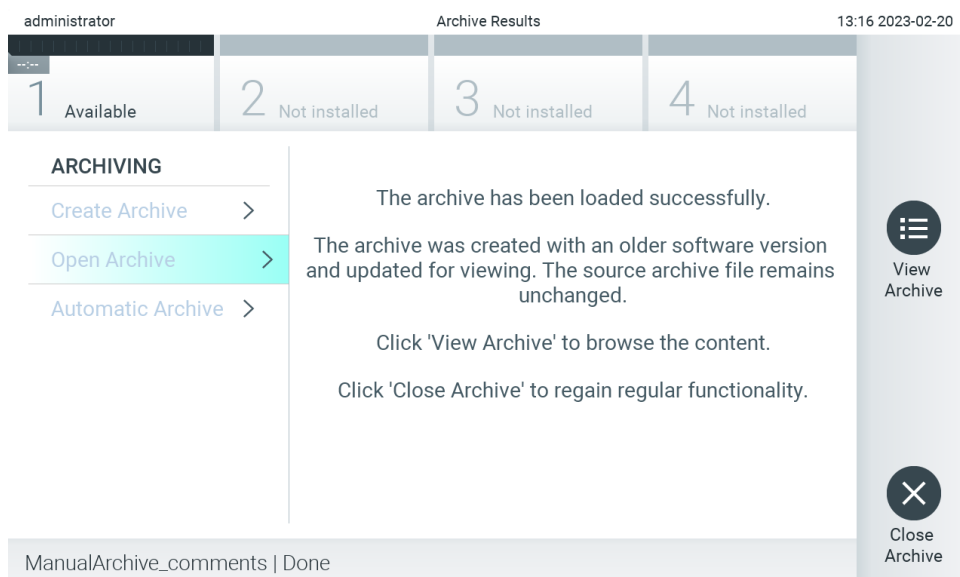 administrator Archive Results 13:16 2023-02-20
--:--
1 Available 2 Not installed 3 Not installed 4 Not installed
ARCHIVING
Create Archive
Open Archive
Automatic Archive
The archive has been loaded successfully.
The archive was created with an older software version
and updated for viewing. The source archive file remains
unchanged.
Click 'View Archive' to browse the content.
Click 'Close Archive' to regain regular functionality.
View
Archive
Close
Archive
ManualArchive_comments | Done